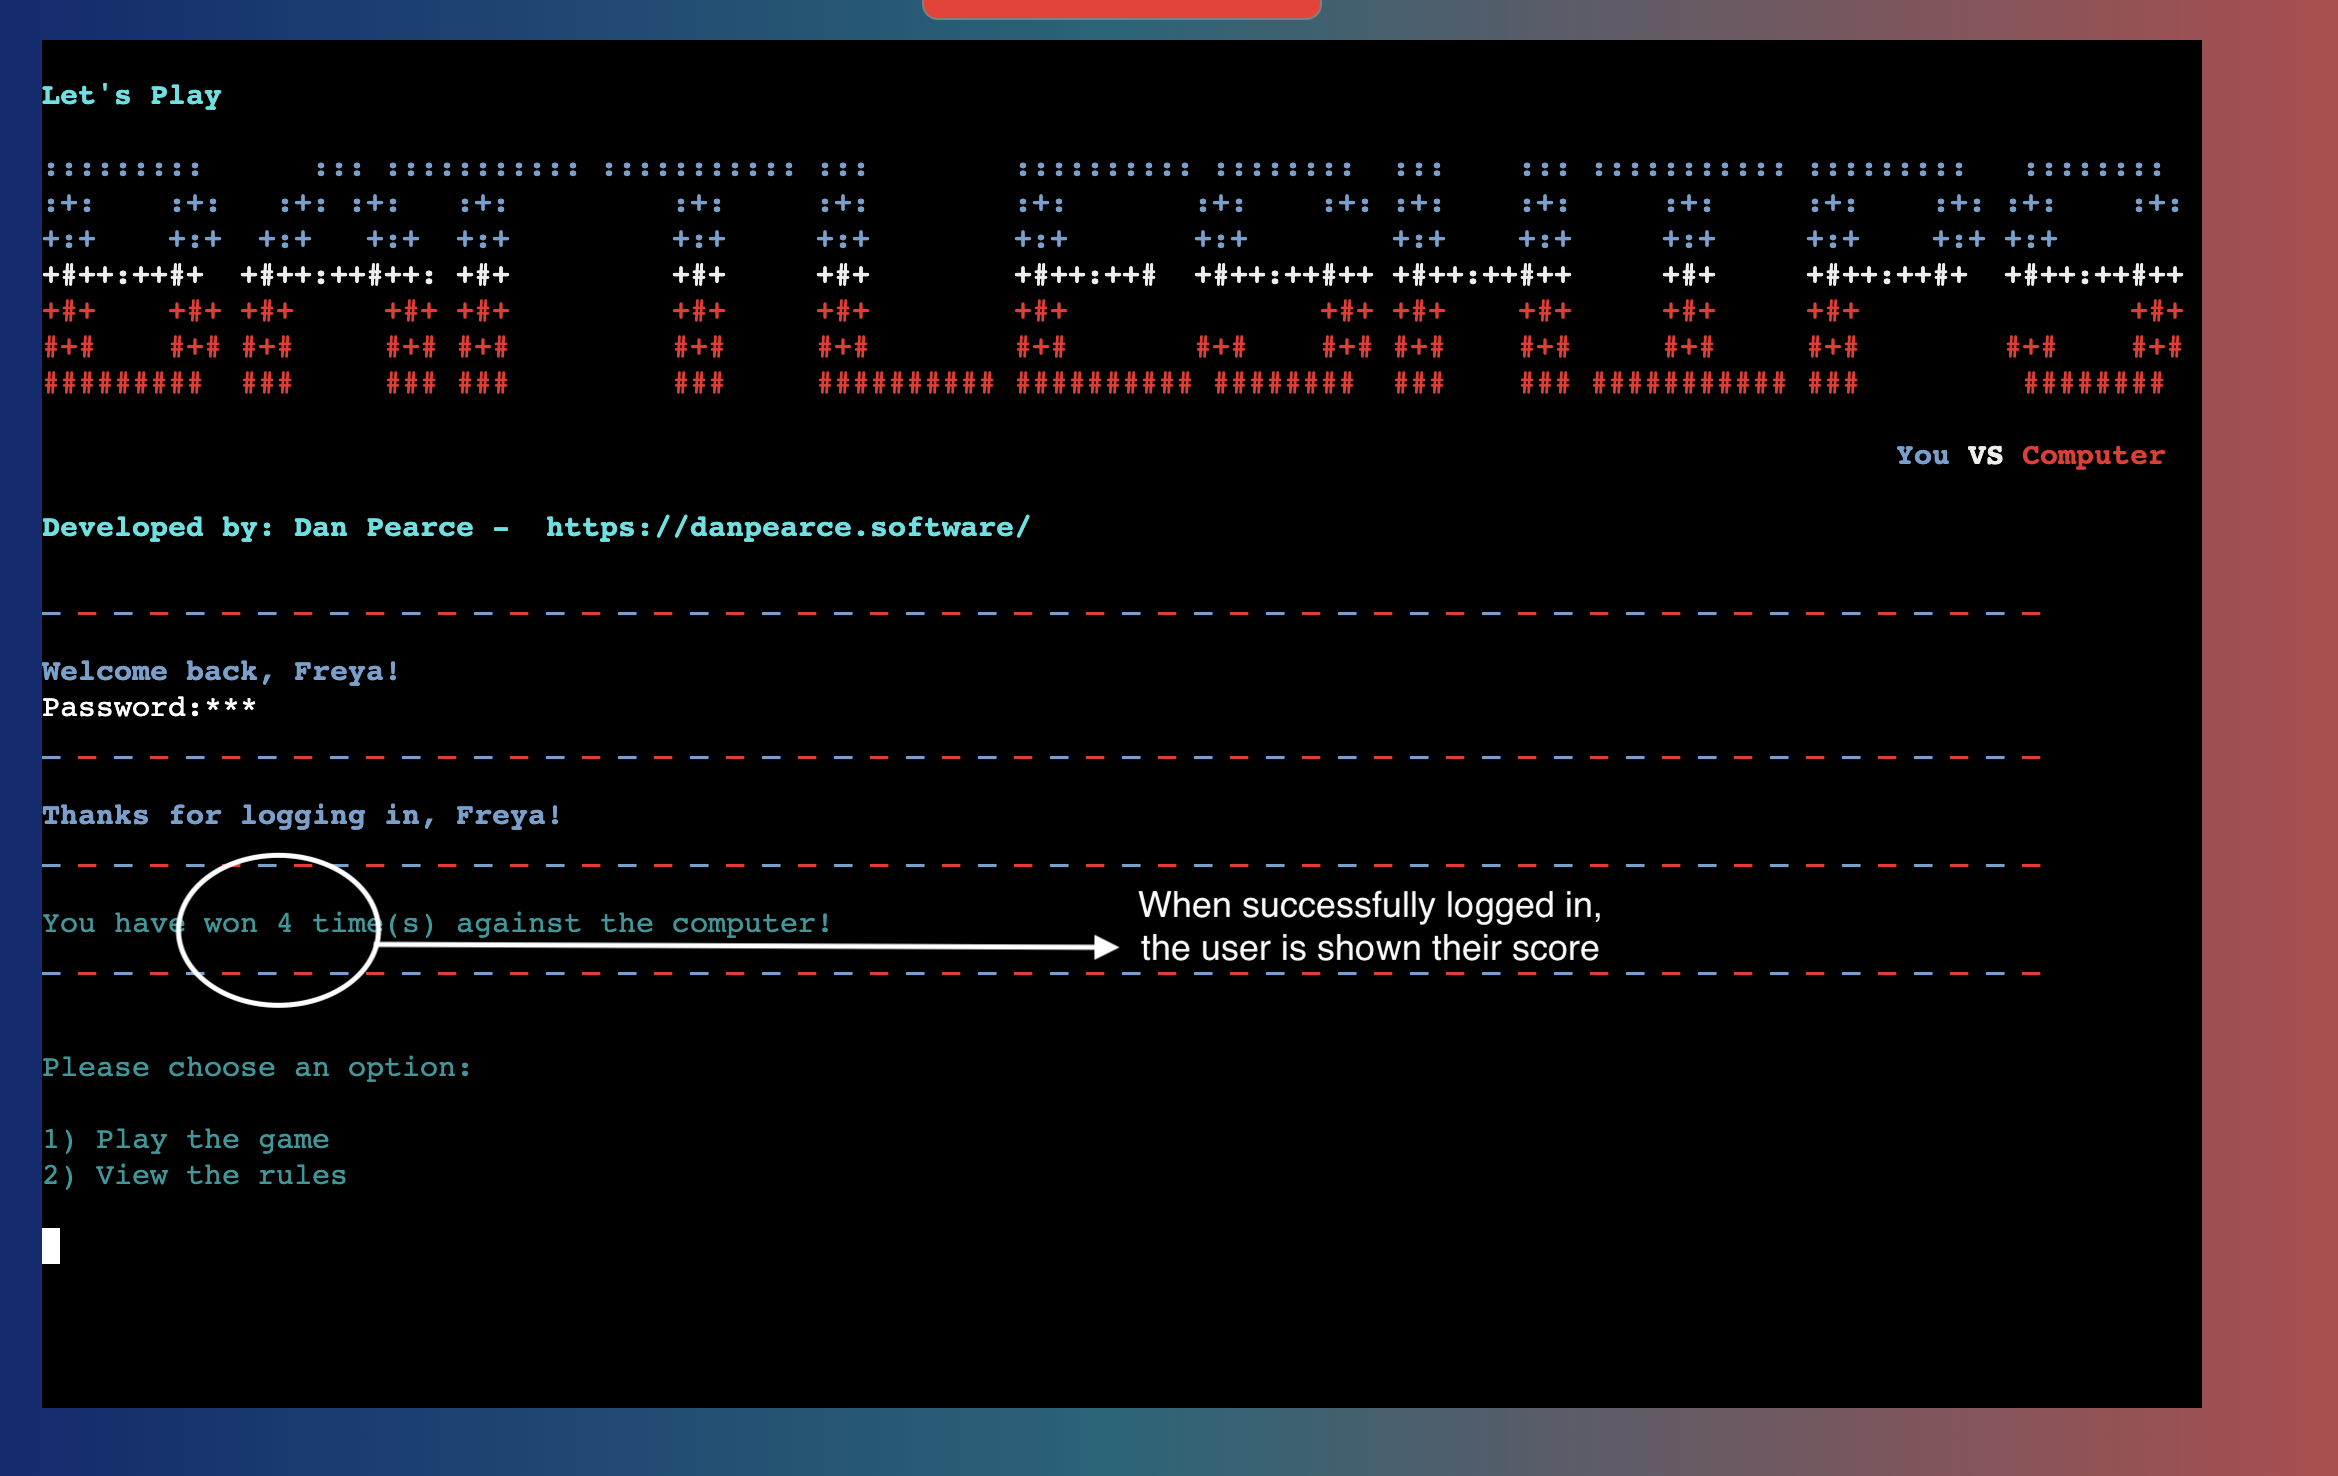 Let's Play
BATTLESHIPS
You VS Computer
Developed by: Dan Pearce -  https://danpearce.software/
Welcome back, Freya!
Password:***
Thanks for logging in, Freya!
You have won 4 time(s) against the computer!
When successfully logged in,
the user is shown their score
Please choose an option:
1) Play the game
2) View the rules